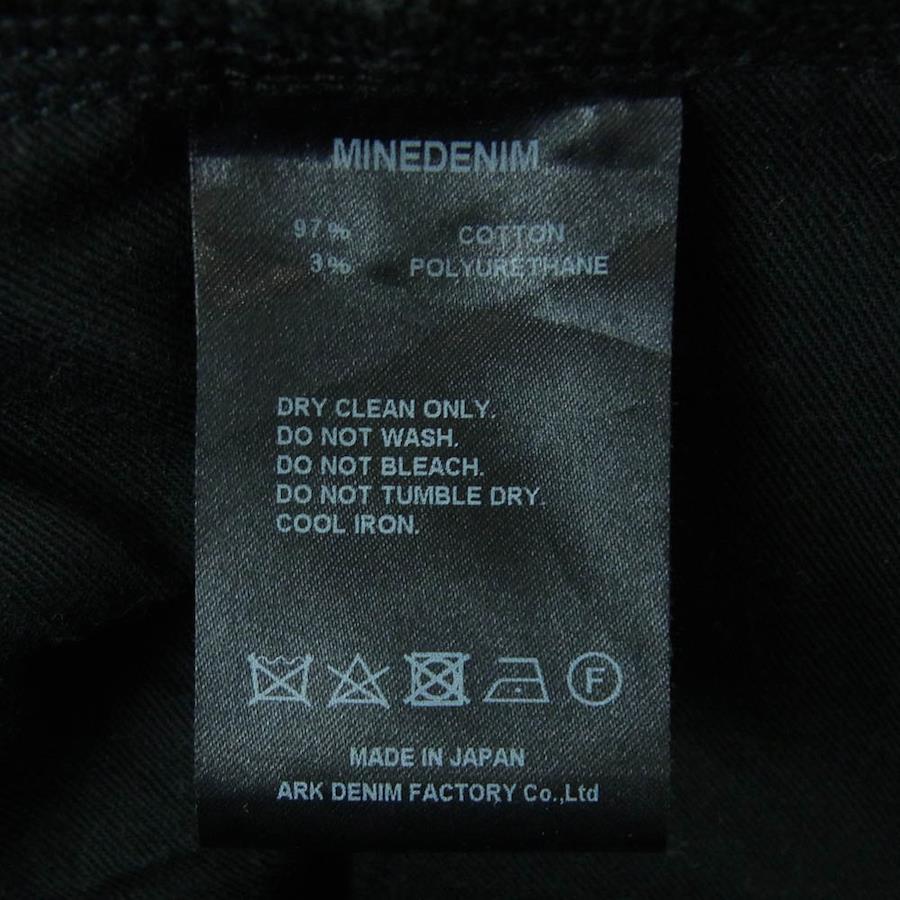 MINEDENIM
97% COTTON
3% POLYURETHANE
DRY CLEAN ONLY.
DO NOT WASH.
DO NOT BLEACH.
DO NOT TUMBLE DRY.
COOL IRON.
F
MADE IN JAPAN
ARK DENIM FACTORY Co.,Ltd